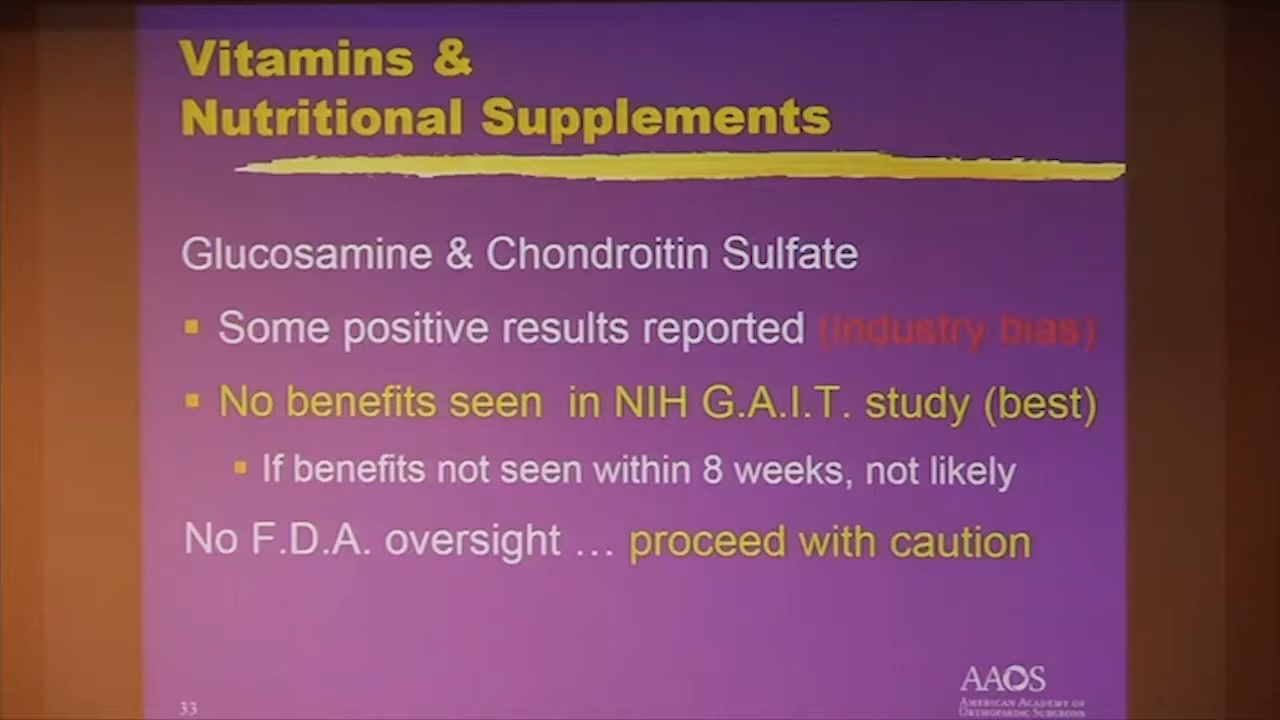 Vitamins &
Nutritional Supplements
Glucosamine & Chondroitin Sulfate
Some positive results reported (industry bias)
No benefits seen in NIH G.A.I.T. study (best)
If benefits not seen within 8 weeks, not likely
No F.D.A. oversight ... proceed with caution
33
AAOS
AMERICAN ACADEMY OF
ORTHOPAEDIC SURGEONS